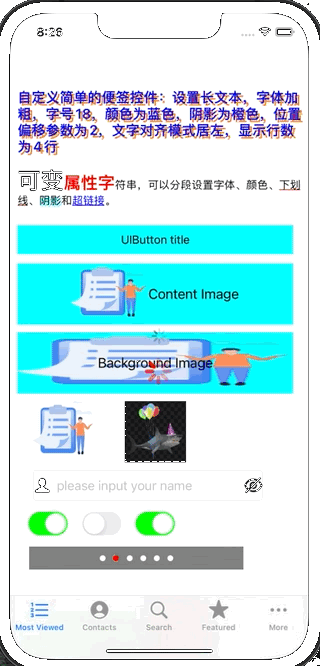 8:28
自定义简单的便签控件：设置长文本，字体加
粗，字号18，颜色为蓝色，阴影为橙色，位置
偏移参数为2，文字对齐模式居左，显示行数
为4行
可变属性字符串，可以分段设置字体、颜色、下划
线、阴影和超链接。
UIButton title
Content Image
Background Image
please input your name
Most Viewed
Contacts
Search
Featured
More